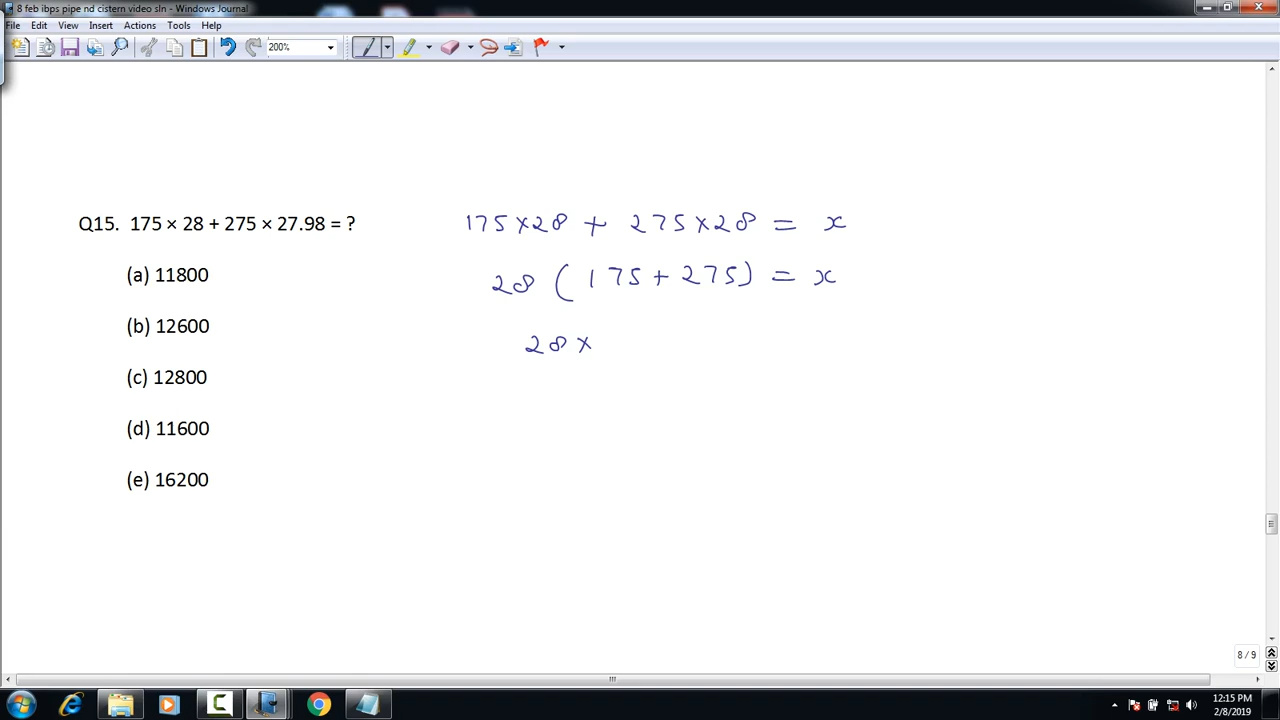 8 feb ibps pipe nd cistern video sln - Windows Journal
File Edit View Insert Actions Tools Help
200%
Q15. 175 × 28 + 275 × 27.98 = ?
175×28 + 275×28 = x
(a) 11800
28 (175+275) = x
(b) 12600
28 ×
(c) 12800
(d) 11600
(e) 16200
8 / 9
12:15 PM
2/8/2019